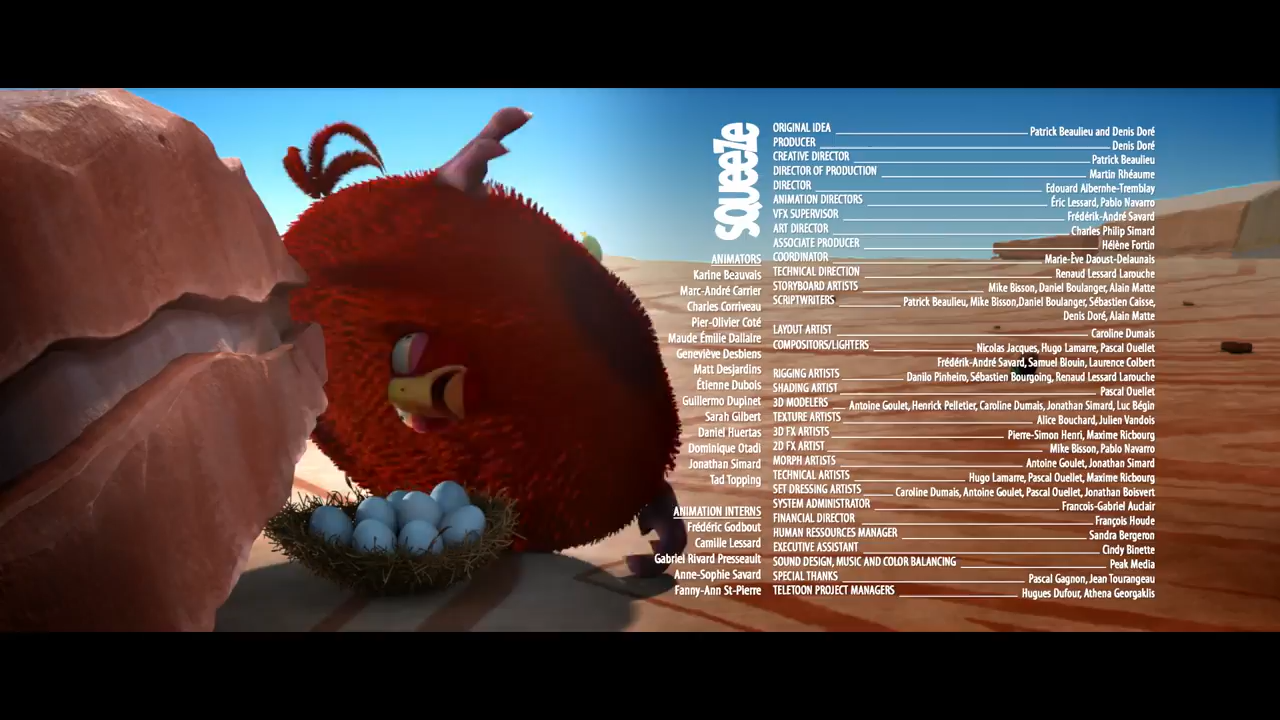 squeeze
ORIGINAL IDEA Patrick Beaulieu and Denis Doré
PRODUCER Denis Doré
CREATIVE DIRECTOR Patrick Beaulieu
DIRECTOR OF PRODUCTION Martin Rhéaume
DIRECTOR Edouard Albernhe-Tremblay
ANIMATION DIRECTORS Éric Lessard, Pablo Navarro
VFX SUPERVISOR Frédérik-André Savard
ART DIRECTOR Charles Philip Simard
ASSOCIATE PRODUCER Hélène Fortin
COORDINATOR Marie-Ève Daoust-Delaunais
TECHNICAL DIRECTION Renaud Lessard Larouche
STORYBOARD ARTISTS Mike Bisson, Daniel Boulanger, Alain Matte
SCRIPTWRITERS Patrick Beaulieu, Mike Bisson,Daniel Boulanger, Sébastien Caisse,
Denis Doré, Alain Matte
LAYOUT ARTIST Caroline Dumais
COMPOSITORS/LIGHTERS Nicolas Jacques, Hugo Lamarre, Pascal Ouellet
Frédérik-André Savard, Samuel Blouin, Laurence Colbert
RIGGING ARTISTS Danilo Pinheiro, Sébastien Bourgoing, Renaud Lessard Larouche
SHADING ARTIST Pascal Ouellet
3D MODELERS Antoine Goulet, Henrick Pelletier, Caroline Dumais, Jonathan Simard, Luc Bégin
TEXTURE ARTISTS Alice Bouchard, Julien Vandois
3D FX ARTISTS Pierre-Simon Henri, Maxime Ricbourg
2D FX ARTIST Mike Bisson, Pablo Navarro
MORPH ARTISTS Antoine Goulet, Jonathan Simard
TECHNICAL ARTISTS Hugo Lamarre, Pascal Ouellet, Maxime Ricbourg
SET DRESSING ARTISTS Caroline Dumais, Antoine Goulet, Pascal Ouellet, Jonathan Boisvert
SYSTEM ADMINISTRATOR Francois-Gabriel Auclair
FINANCIAL DIRECTOR François Houde
HUMAN RESSOURCES MANAGER Sandra Bergeron
EXECUTIVE ASSISTANT Cindy Binette
SOUND DESIGN, MUSIC AND COLOR BALANCING Peak Media
SPECIAL THANKS Pascal Gagnon, Jean Tourangeau
TELETOON PROJECT MANAGERS Hugues Dufour, Athena Georgaklis
ANIMATORS
Karine Beauvais
Marc-André Carrier
Charles Corriveau
Pier-Olivier Coté
Maude Émilie Dallaire
Geneviève Desbiens
Matt Desjardins
Étienne Dubois
Guillermo Dupinet
Sarah Gilbert
Daniel Huertas
Dominique Otadi
Jonathan Simard
Tad Topping
ANIMATION INTERNS
Frédéric Godbout
Camille Lessard
Gabriel Rivard Presseault
Anne-Sophie Savard
Fanny-Ann St-Pierre